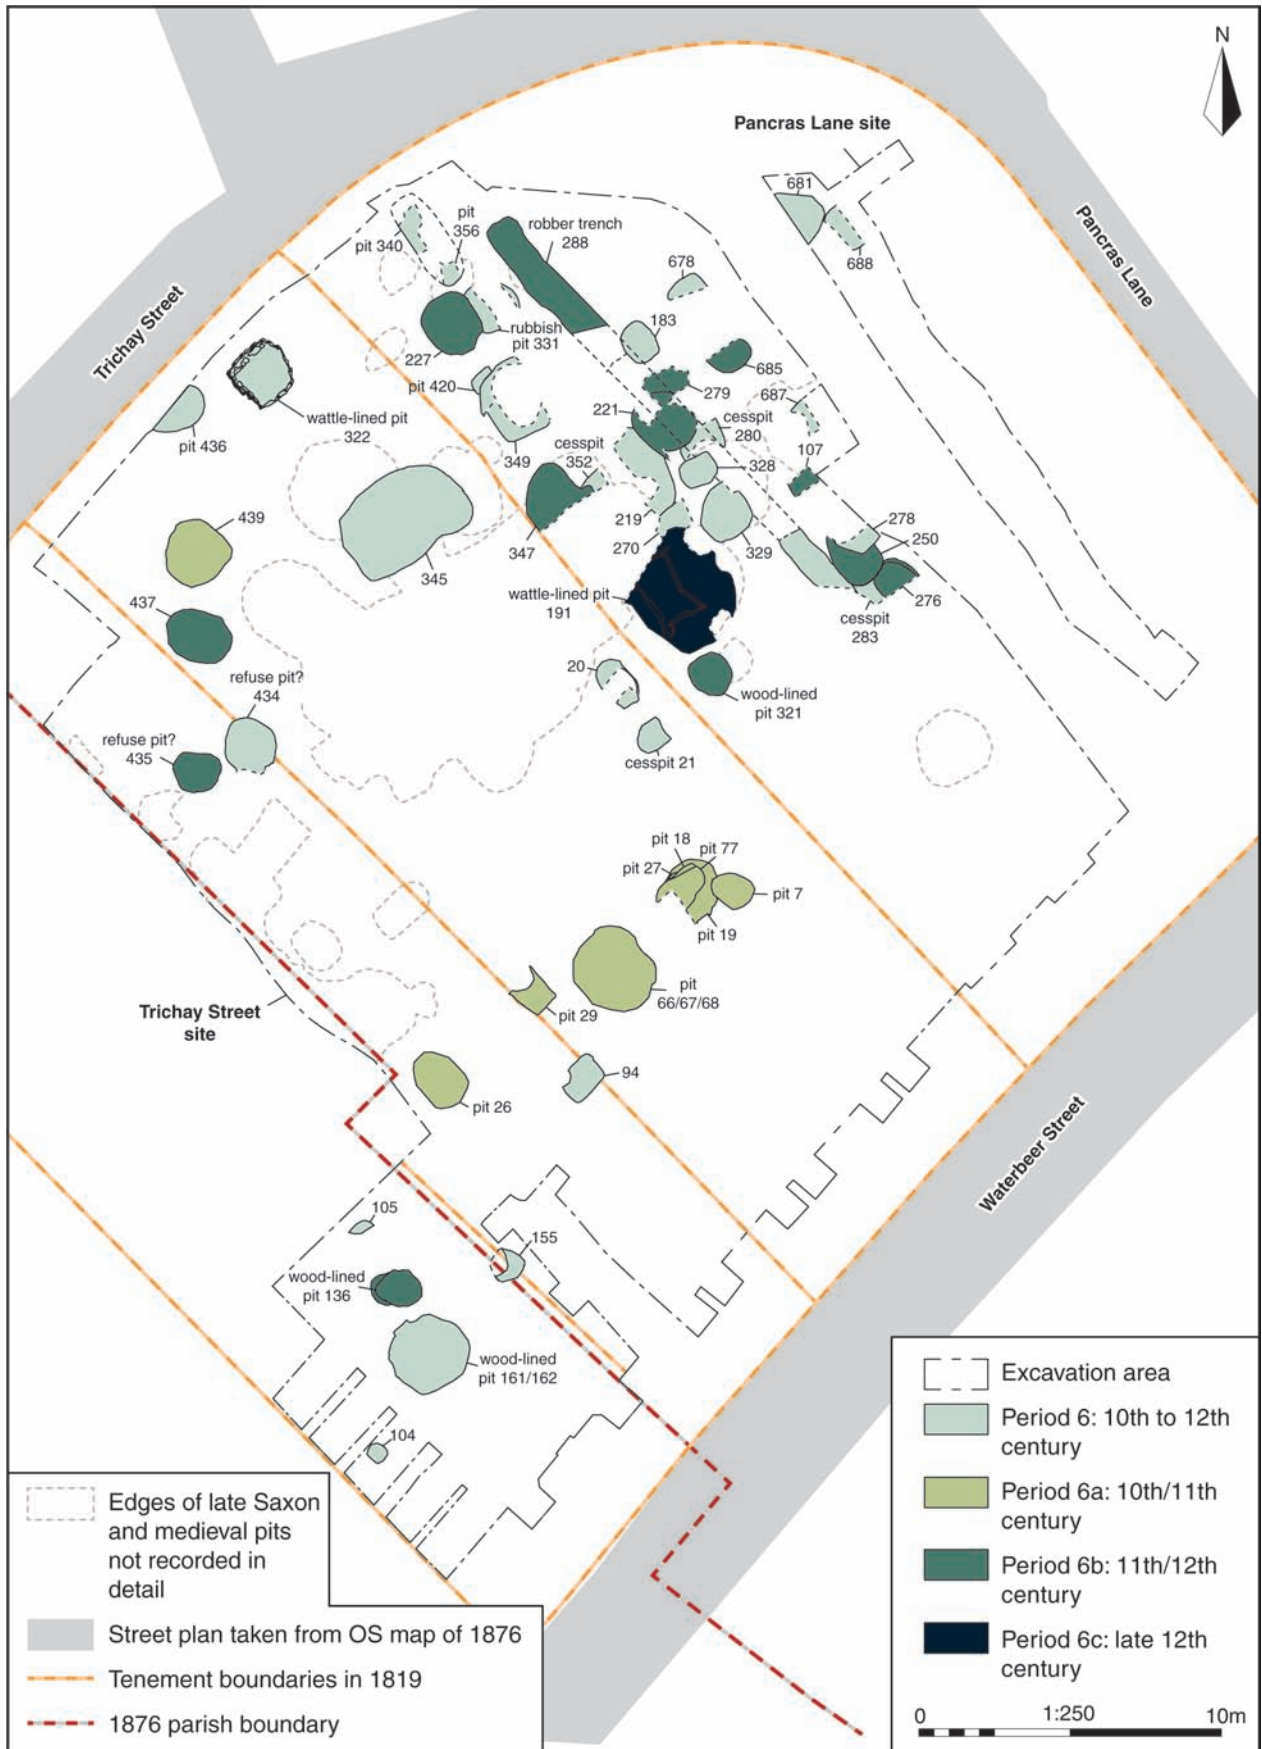 N
Pancras Lane site
681
688
Pancras Lane
pit
356
pit 340
robber trench
288
678
183
Trichay Street
rubbish
pit 331
227
pit 420
685
279
687
221
cesspit
280
wattle-lined pit
322
pit 436
cesspit
352
349
328
107
439
219
278
250
345
347
270
329
276
437
wattle-lined pit
191
cesspit
283
20
refuse pit?
434
wood-lined
pit 321
refuse pit?
435
cesspit 21
pit 18
pit 77
pit 27
pit 7
pit 19
pit
66/67/68
pit 29
Trichay Street
site
94
pit 26
Waterbeer Street
105
155
wood-lined
pit 136
wood-lined
pit 161/162
104
Edges of late Saxon
and medieval pits
not recorded in
detail
Street plan taken from OS map of 1876
Tenement boundaries in 1819
1876 parish boundary
Excavation area
Period 6: 10th to 12th
century
Period 6a: 10th/11th
century
Period 6b: 11th/12th
century
Period 6c: late 12th
century
0 1:250 10m